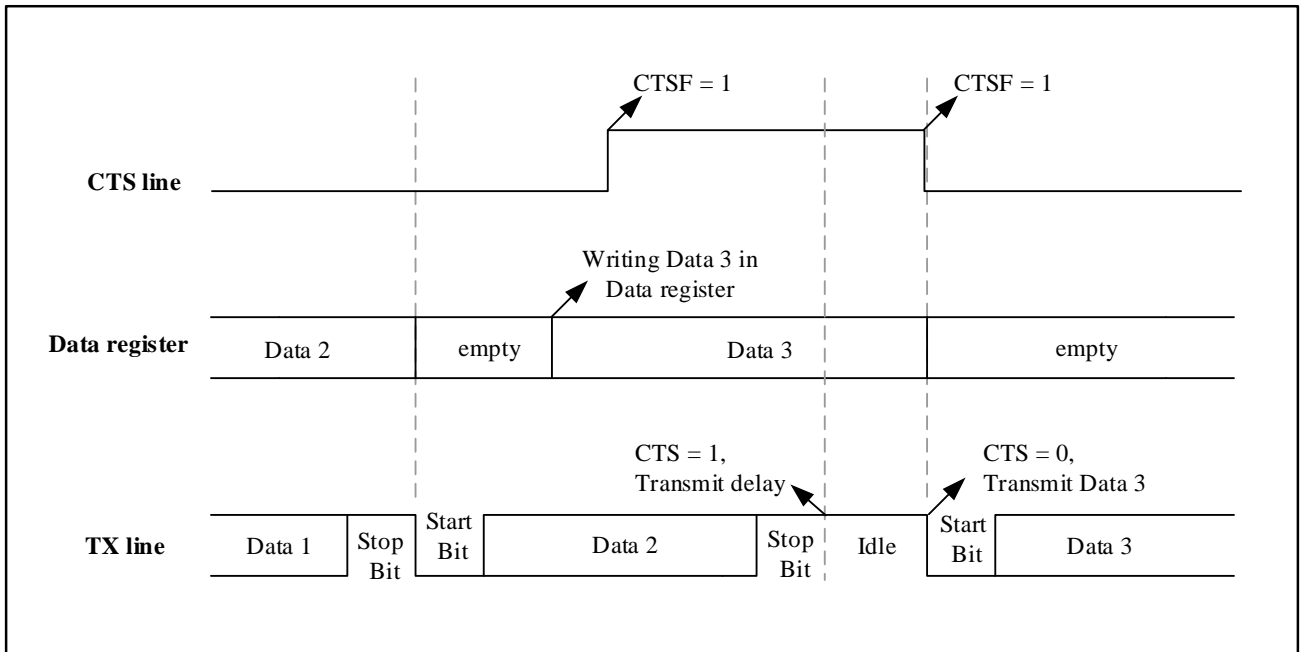 CTSF = 1
CTSF = 1
CTS line
Writing Data 3 in
Data register
Data register
Data 2
empty
Data 3
empty
CTS = 1,
Transmit delay
CTS = 0,
Transmit Data 3
TX line
Data 1
Stop
Bit
Start
Bit
Data 2
Stop
Bit
Idle
Start
Bit
Data 3